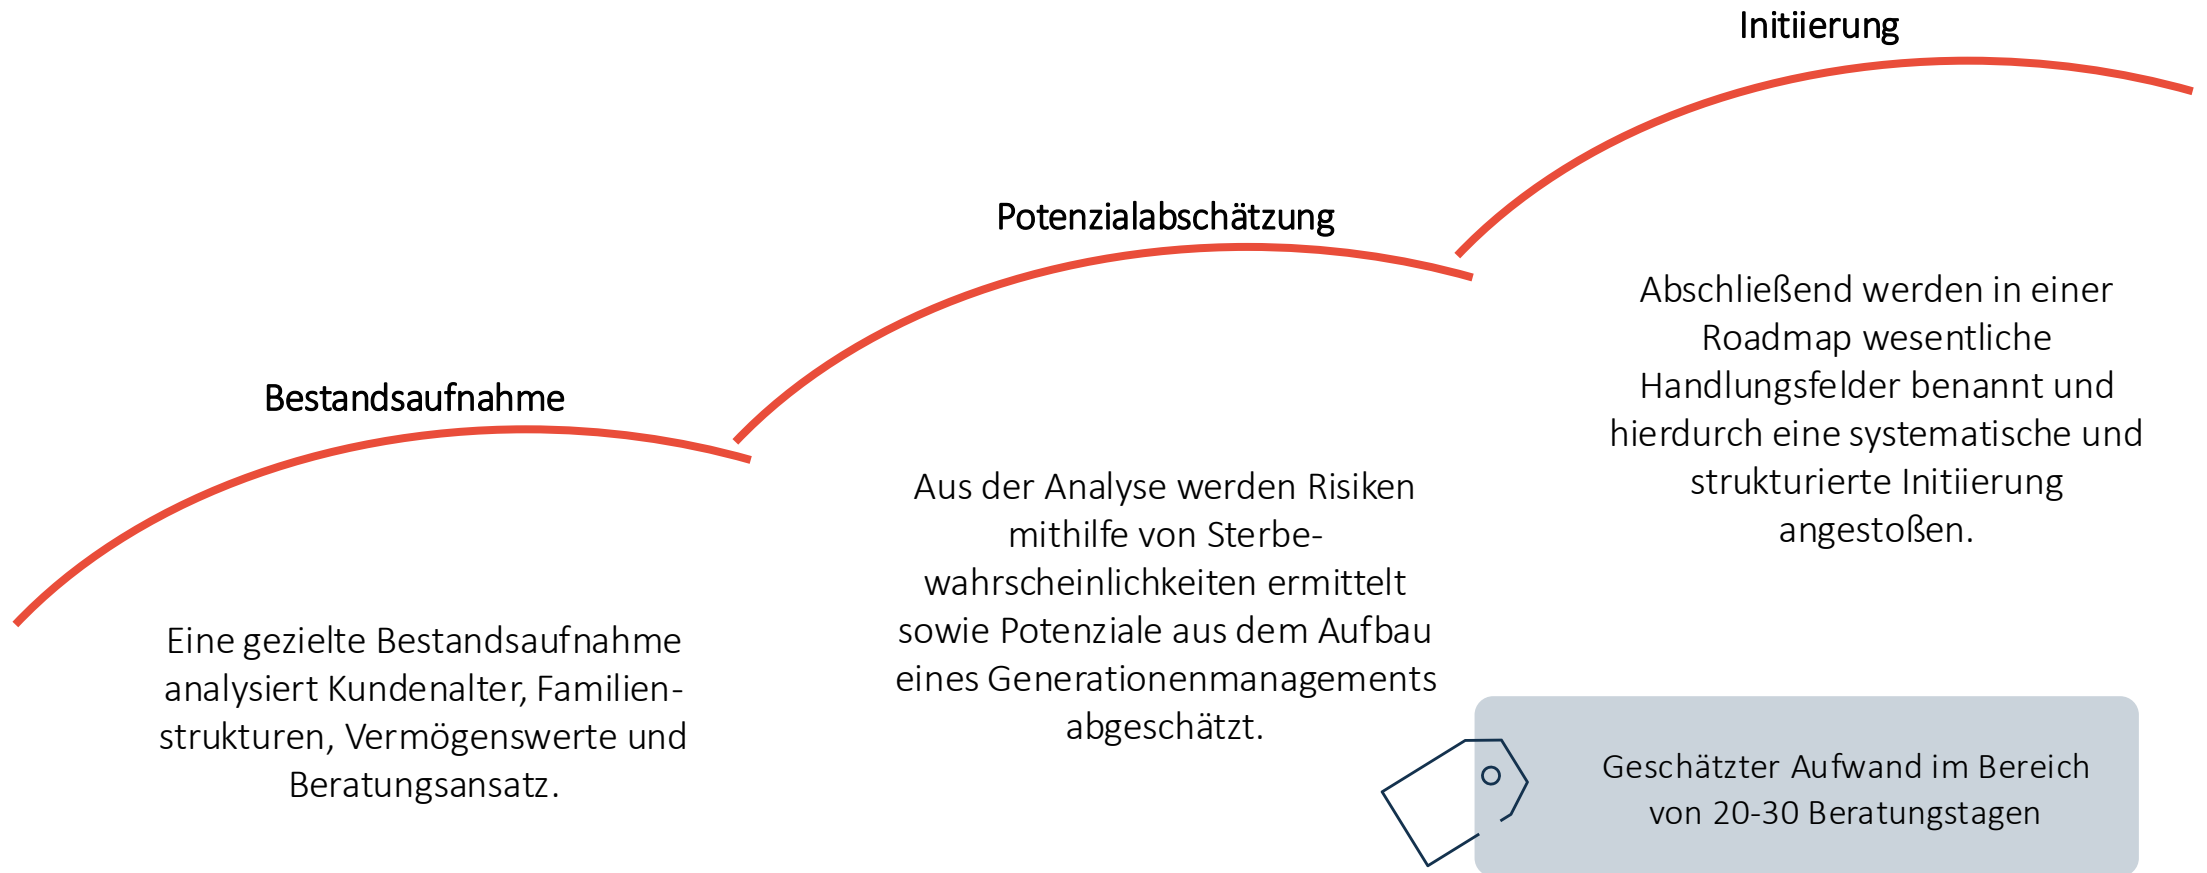 Bestandsaufnahme
Eine gezielte Bestandsaufnahme
analysiert Kundenalter, Familien-
strukturen, Vermögenswerte und
Beratungsansatz.
Potenzialabschätzung
Aus der Analyse werden Risiken
mithilfe von Sterbe-
wahrscheinlichkeiten ermittelt
sowie Potenziale aus dem Aufbau
eines Generationenmanagements
abgeschätzt.
Initiierung
Abschließend werden in einer
Roadmap wesentliche
Handlungsfelder benannt und
hierdurch eine systematische und
strukturierte Initiierung
angestoßen.
Geschätzter Aufwand im Bereich
von 20-30 Beratungstagen